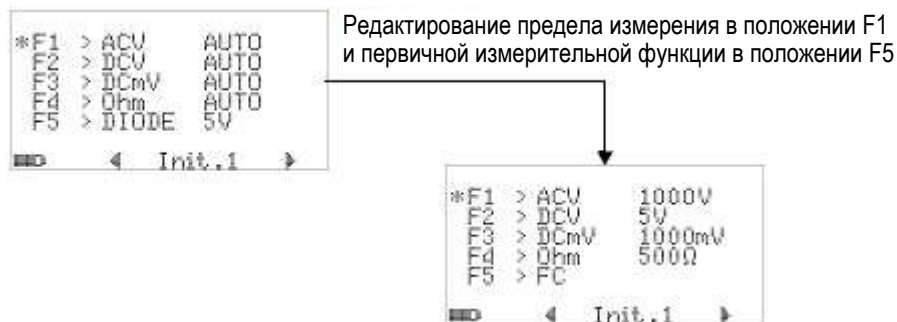 Редактирование предела измерения в положении F1
и первичной измерительной функции в положении F5
*F1 > ACV AUTO
F2 > DCV AUTO
F3 > DCmV AUTO
F4 > Ohm AUTO
F5 > DIODE 5V
Init.1
*F1 > ACV 1000V
F2 > DCV 5V
F3 > DCmV 1000mV
F4 > Ohm 500Ω
F5 > FC
Init.1